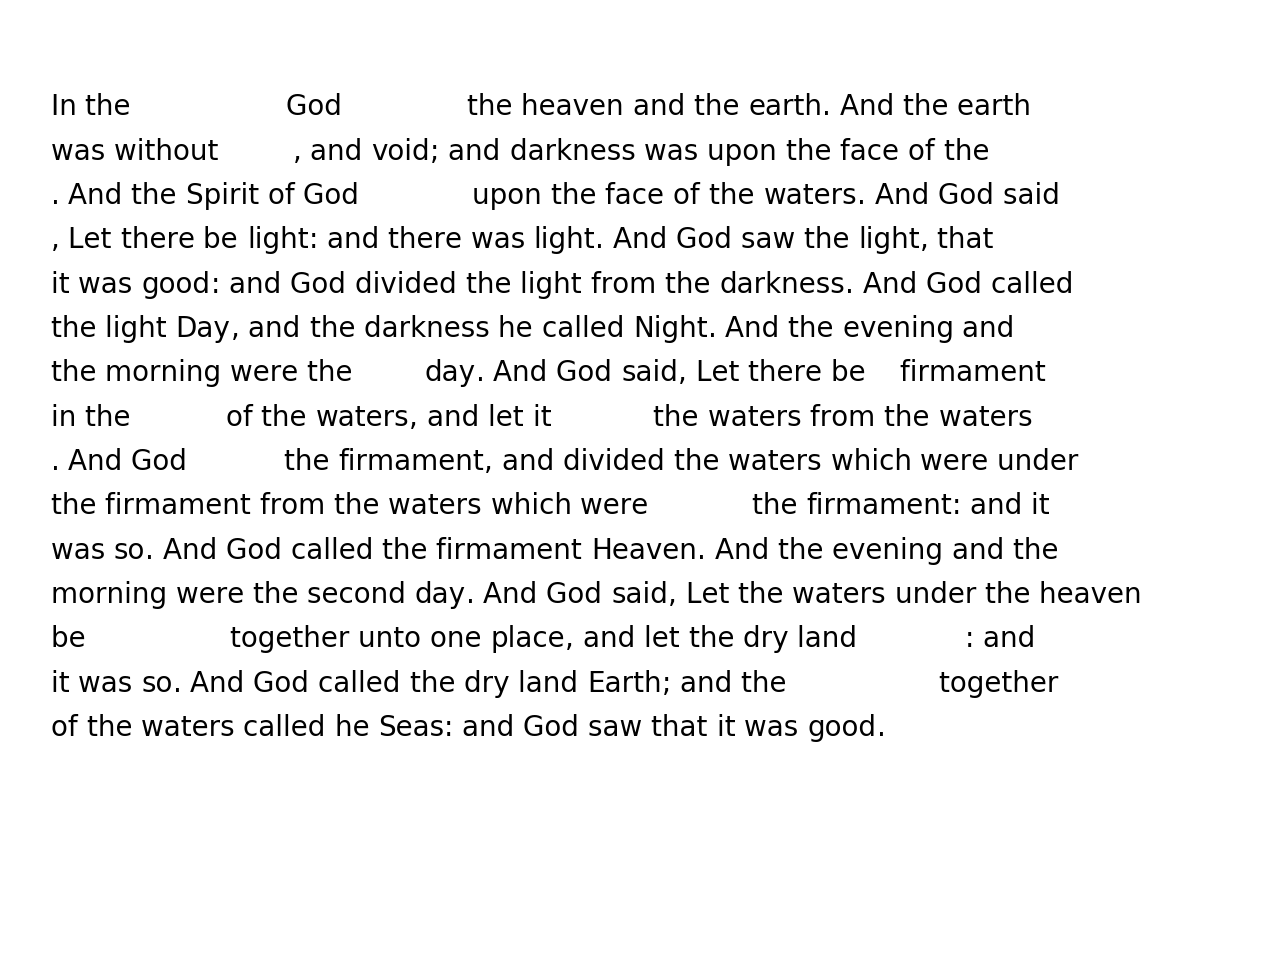 In the God the heaven and the earth. And the earth
was without , and void; and darkness was upon the face of the
. And the Spirit of God upon the face of the waters. And God said
, Let there be light: and there was light. And God saw the light, that
it was good: and God divided the light from the darkness. And God called
the light Day, and the darkness he called Night. And the evening and
the morning were the day. And God said, Let there be firmament
in the of the waters, and let it the waters from the waters
. And God the firmament, and divided the waters which were under
the firmament from the waters which were the firmament: and it
was so. And God called the firmament Heaven. And the evening and the
morning were the second day. And God said, Let the waters under the heaven
be together unto one place, and let the dry land : and
it was so. And God called the dry land Earth; and the together
of the waters called he Seas: and God saw that it was good.